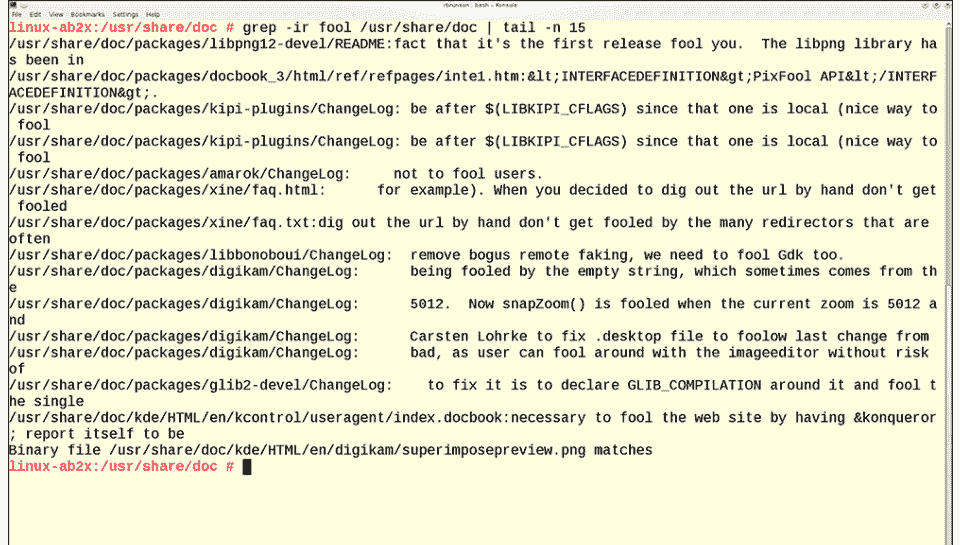 rbrunson : bash - Konsole
File Edit View Bookmarks Settings Help
linux-ab2x:/usr/share/doc # grep -ir fool /usr/share/doc | tail -n 15
/usr/share/doc/packages/libpng12-devel/README:fact that it's the first release fool you.  The libpng library ha
s been in
/usr/share/doc/packages/docbook_3/html/ref/refpages/inte1.htm:&lt;INTERFACEDEFINITION&gt;PixFool API&lt;/INTERF
ACEDEFINITION&gt;.
/usr/share/doc/packages/kipi-plugins/ChangeLog: be after $(LIBKIPI_CFLAGS) since that one is local (nice way to
 fool
/usr/share/doc/packages/kipi-plugins/ChangeLog: be after $(LIBKIPI_CFLAGS) since that one is local (nice way to
 fool
/usr/share/doc/packages/amarok/ChangeLog:     not to fool users.
/usr/share/doc/packages/xine/faq.html:      for example). When you decided to dig out the url by hand don't get
 fooled
/usr/share/doc/packages/xine/faq.txt:dig out the url by hand don't get fooled by the many redirectors that are
often
/usr/share/doc/packages/libbonoboui/ChangeLog:  remove bogus remote faking, we need to fool Gdk too.
/usr/share/doc/packages/digikam/ChangeLog:      being fooled by the empty string, which sometimes comes from th
e
/usr/share/doc/packages/digikam/ChangeLog:      5012.  Now snapZoom() is fooled when the current zoom is 5012 a
nd
/usr/share/doc/packages/digikam/ChangeLog:      Carsten Lohrke to fix .desktop file to foolow last change from
/usr/share/doc/packages/digikam/ChangeLog:      bad, as user can fool around with the imageeditor without risk
of
/usr/share/doc/packages/glib2-devel/ChangeLog:    to fix it is to declare GLIB_COMPILATION around it and fool t
he single
/usr/share/doc/kde/HTML/en/kcontrol/useragent/index.docbook:necessary to fool the web site by having &konqueror
; report itself to be
Binary file /usr/share/doc/kde/HTML/en/digikam/superimposepreview.png matches
linux-ab2x:/usr/share/doc #